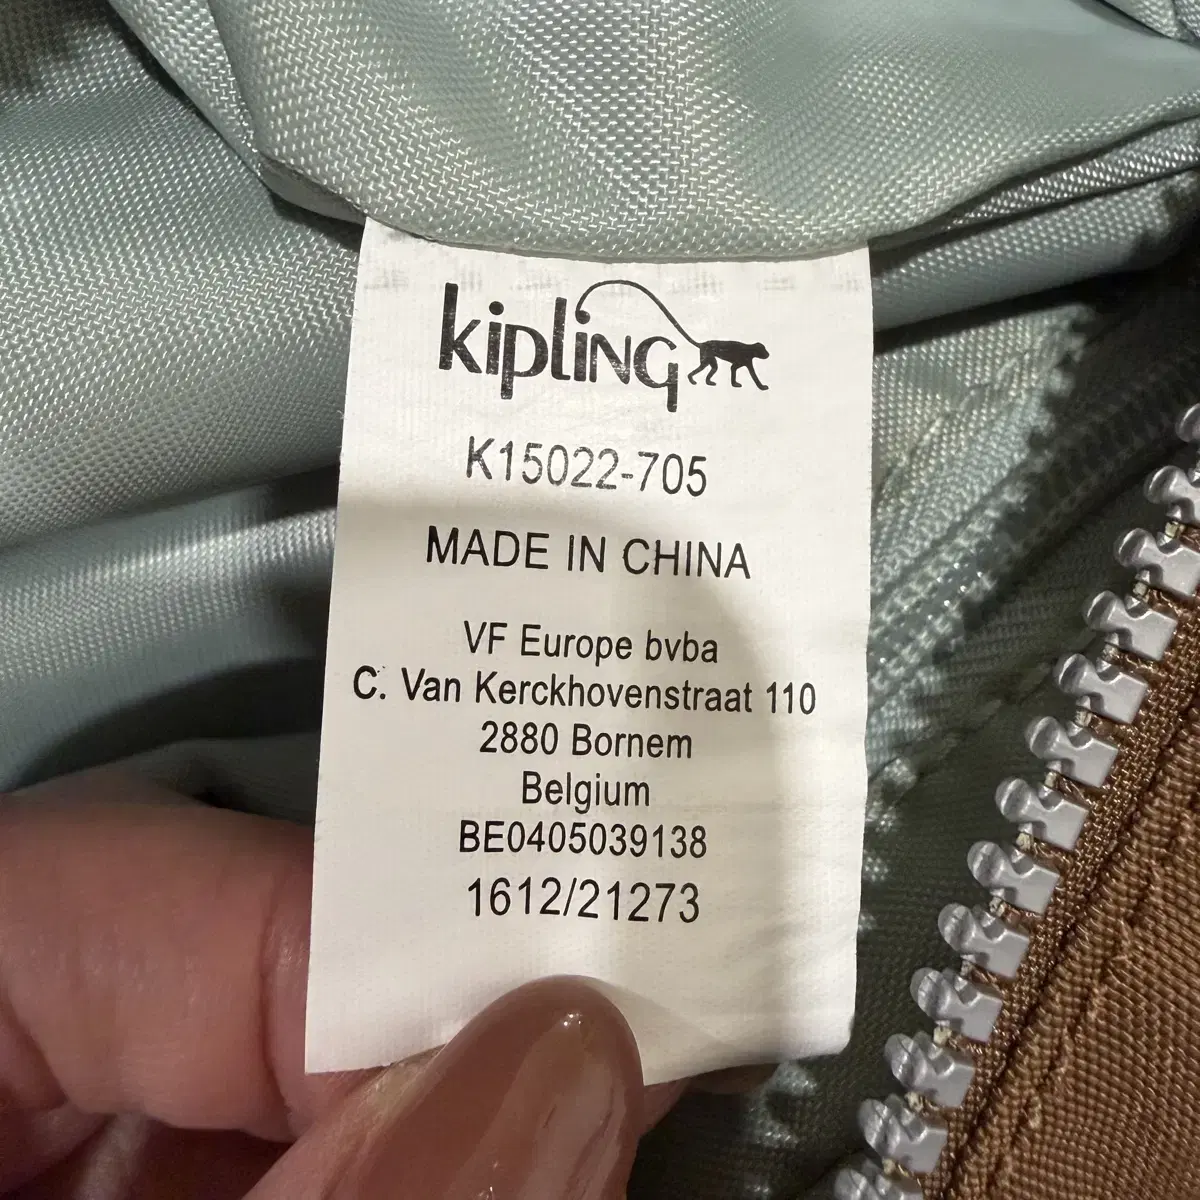 kipling
K15022-705
MADE IN CHINA
VF Europe bvba
C. Van Kerckhovenstraat 110
2880 Bornem
Belgium
BE0405039138
1612/21273